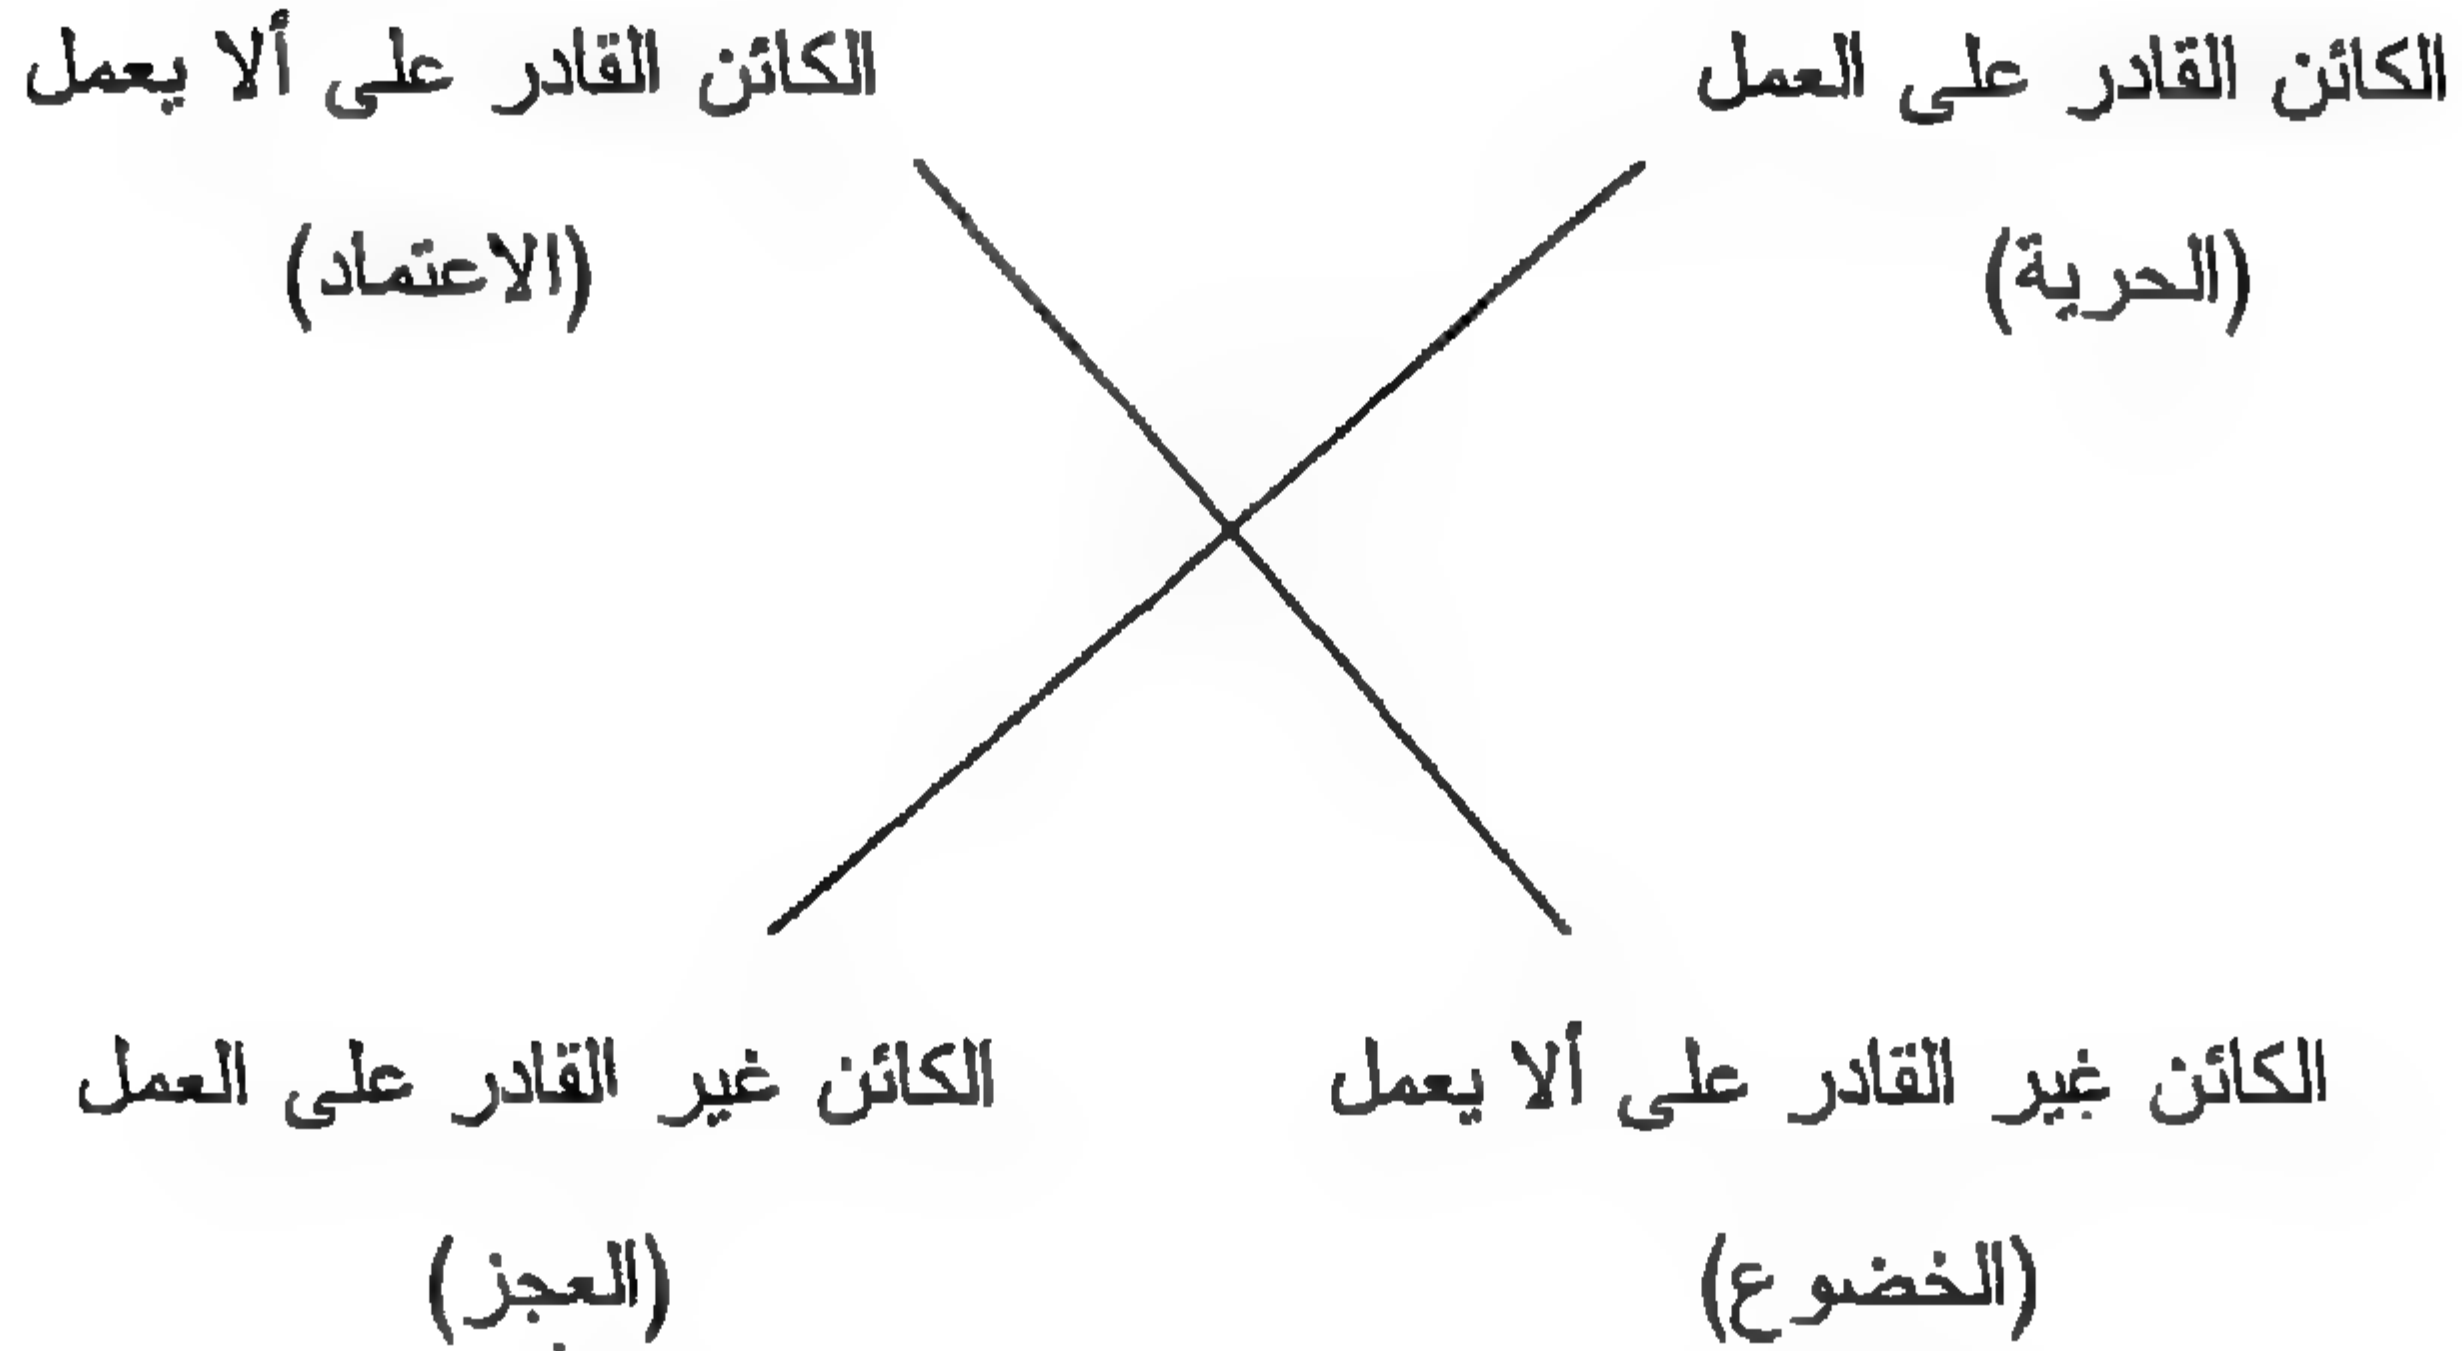 الكائن القادر على العمل
(الحرية)
الكائن القادر على ألا يعمل
(الاعتماد)
الكائن غير القادر على ألا يعمل
(الخضوع)
الكائن غير القادر على العمل
(العجز)